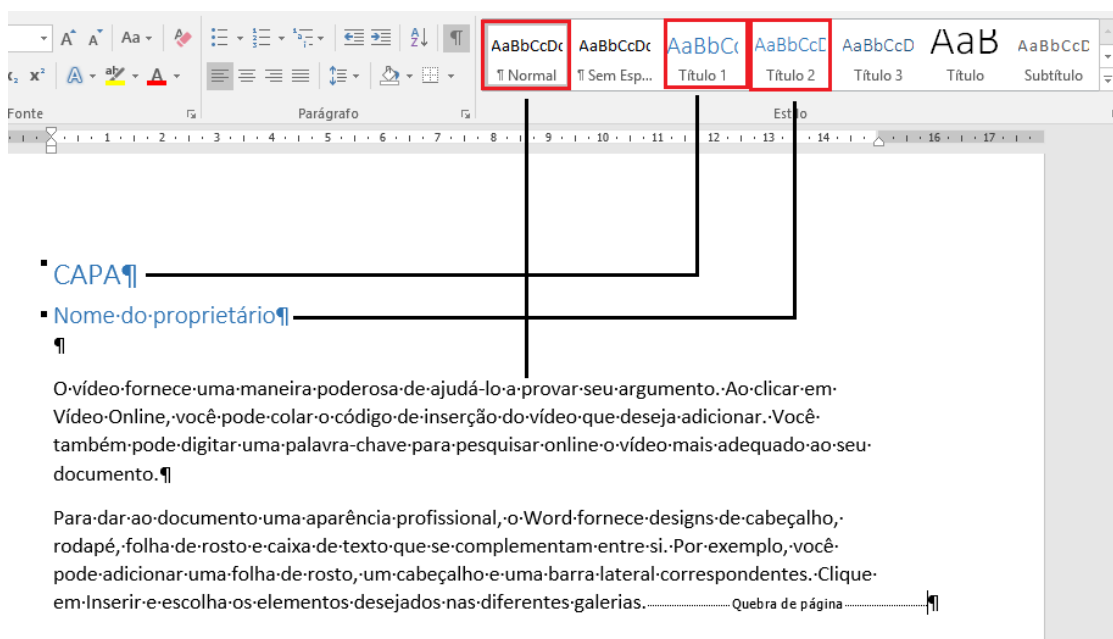 Aa
AaBbCcDc AaBbCcDc AaBbC AaBbCcD AaBbCcD AaB AaBbCcD
¶ Normal ¶ Sem Esp... Título 1 Título 2 Título 3 Título Subtítulo
Fonte Parágrafo Estilo
1 2 3 4 5 6 7 8 9 10 11 12 13 14 16 17
CAPA¶
Nome·do·proprietário¶
¶
O·vídeo·fornece·uma·maneira·poderosa·de·ajudá-lo·a·provar·seu·argumento.·Ao·clicar·em·
Vídeo·Online,·você·pode·colar·o·código·de·inserção·do·vídeo·que·deseja·adicionar.·Você·
também·pode·digitar·uma·palavra-chave·para·pesquisar·online·o·vídeo·mais·adequado·ao·seu·
documento.¶
Para·dar·ao·documento·uma·aparência·profissional,·o·Word·fornece·designs·de·cabeçalho,·
rodapé,·folha·de·rosto·e·caixa·de·texto·que·se·complementam·entre·si.·Por·exemplo,·você·
pode·adicionar·uma·folha·de·rosto,·um·cabeçalho·e·uma·barra·lateral·correspondentes.·Clique·
em·Inserir·e·escolha·os·elementos·desejados·nas·diferentes·galerias. Quebra de página ¶